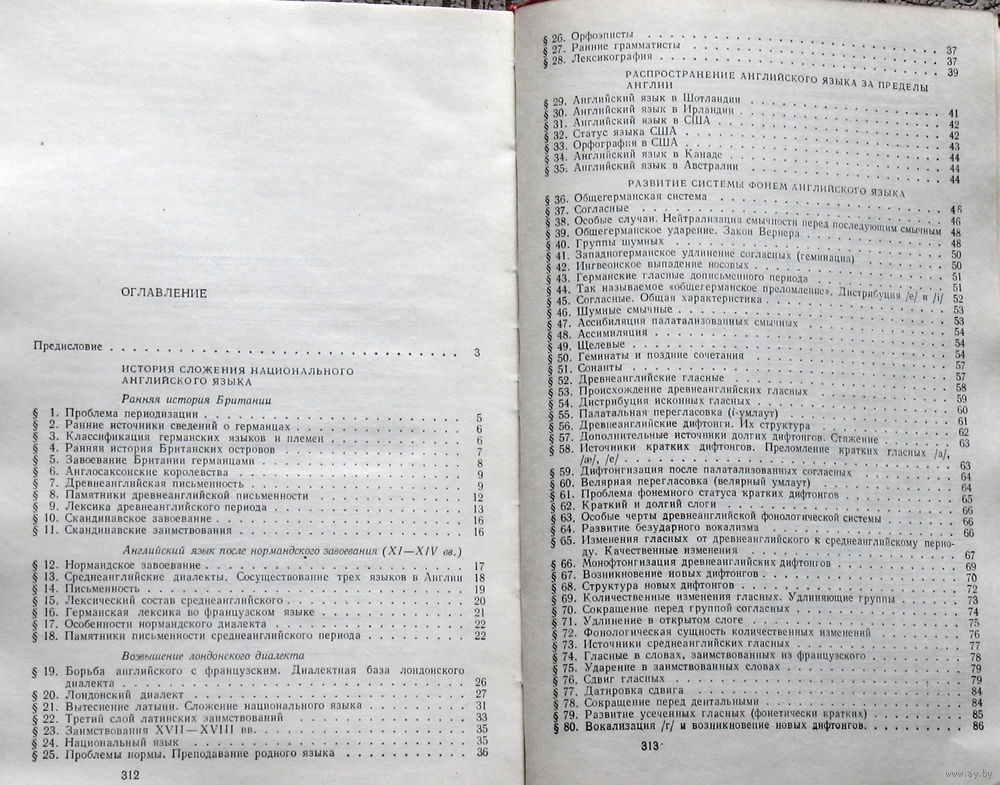 ОГЛАВЛЕНИЕ
Предисловие . . . 3
ИСТОРИЯ СЛОЖЕНИЯ НАЦИОНАЛЬНОГО
АНГЛИЙСКОГО ЯЗЫКА
Ранняя история Британии
§ 1. Проблема периодизации . . . 5
§ 2. Ранние источники сведений о германцах . . . 6
§ 3. Классификация германских языков и племен . . . 6
§ 4. Ранняя история Британских островов . . . 7
§ 5. Завоевание Британии германцами . . . 8
§ 6. Англосаксонские королевства . . . 9
§ 7. Древнеанглийская письменность . . . 9
§ 8. Памятники древнеанглийской письменности . . . 12
§ 9. Лексика древнеанглийского периода . . . 13
§ 10. Скандинавское завоевание . . . 16
§ 11. Скандинавские заимствования . . . 16
Английский язык после нормандского завоевания (XI—XIV вв.)
§ 12. Нормандское завоевание . . . 17
§ 13. Среднеанглийские диалекты. Сосуществование трех языков в Англии 18
§ 14. Письменность . . . 19
§ 15. Лексический состав среднеанглийского . . . 20
§ 16. Германская лексика во французском языке . . . 21
§ 17. Особенности нормандского диалекта . . . 22
§ 18. Памятники письменности среднеанглийского периода . . . 22
Возвышение лондонского диалекта
§ 19. Борьба английского с французским. Диалектная база лондонского
диалекта . . . 26
§ 20. Лондонский диалект . . . 27
§ 21. Вытеснение латыни. Сложение национального языка . . . 31
§ 22. Третий слой латинских заимствований . . . 33
§ 23. Заимствования XVII—XVIII вв. . . . 35
§ 24. Национальный язык . . . 35
§ 25. Проблемы нормы. Преподавание родного языка . . . 36
312
§ 26. Орфоэписты . . . 37
§ 27. Ранние грамматисты . . . 37
§ 28. Лексикография . . . 39
РАСПРОСТРАНЕНИЕ АНГЛИЙСКОГО ЯЗЫКА ЗА ПРЕДЕЛЫ
АНГЛИИ
§ 29. Английский язык в Шотландии . . . 41
§ 30. Английский язык в Ирландии . . . 42
§ 31. Английский язык в США . . . 42
§ 32. Статус языка США . . . 43
§ 33. Орфография в США . . . 44
§ 34. Английский язык в Канаде . . . 44
§ 35. Английский язык в Австралии . . . 44
РАЗВИТИЕ СИСТЕМЫ ФОНЕМ АНГЛИЙСКОГО ЯЗЫКА
§ 36. Общегерманская система . . . 46
§ 37. Согласные . . . 46
§ 38. Особые случаи. Нейтрализация смычности перед последующим смычным 48
§ 39. Общегерманское ударение. Закон Вернера . . . 48
§ 40. Группы шумных . . . 50
§ 41. Западногерманское удлинение согласных (геминация) . . . 50
§ 42. Ингвеонское выпадение носовых . . . 51
§ 43. Германские гласные дописьменного периода . . . 51
§ 44. Так называемое «общегерманское преломление». Дистрибуция /e/ и /i/ 52
§ 45. Согласные. Общая характеристика . . . 53
§ 46. Шумные смычные . . . 53
§ 47. Ассибиляция палатализованных смычных . . . 54
§ 48. Ассимиляция . . . 54
§ 49. Щелевые . . . 54
§ 50. Геминаты и поздние сочетания . . . 57
§ 51. Сонанты . . . 57
§ 52. Древнеанглийские гласные . . . 58
§ 53. Происхождение древнеанглийских гласных . . . 59
§ 54. Дистрибуция исконных гласных . . . 60
§ 55. Палатальная перегласовка (i-умлаут) . . . 61
§ 56. Древнеанглийские дифтонги. Их структура . . . 62
§ 57. Дополнительные источники долгих дифтонгов. Стяжение . . . 63
§ 58. Источники кратких дифтонгов. Преломление кратких гласных /a/,
/æ/, /e/ . . . 63
§ 59. Дифтонгизация после палатализованных согласных . . . 64
§ 60. Велярная перегласовка (велярный умлаут) . . . 64
§ 61. Проблема фонемного статуса кратких дифтонгов . . . 65
§ 62. Краткий и долгий слоги . . . 66
§ 63. Особые черты древнеанглийской фонологической системы . . . 66
§ 64. Развитие безударного вокализма . . . 66
§ 65. Изменения гласных от древнеанглийского к среднеанглийскому перио-
ду. Качественные изменения . . . 67
§ 66. Монофтонгизация древнеанглийских дифтонгов . . . 69
§ 67. Возникновение новых дифтонгов . . . 70
§ 68. Структура новых дифтонгов . . . 72
§ 69. Количественные изменения гласных. Удлиняющие группы . . . 73
§ 70. Сокращение перед группой согласных . . . 74
§ 71. Удлинение в открытом слоге . . . 75
§ 72. Фонологическая сущность количественных изменений . . . 76
§ 73. Источники среднеанглийских гласных . . . 77
§ 74. Гласные в словах, заимствованных из французского . . . 78
§ 75. Ударение в заимствованных словах . . . 79
§ 76. Сдвиг гласных . . . 79
§ 77. Датировка сдвига . . . 84
§ 78. Сокращение перед дентальными . . . 84
§ 79. Развитие усеченных гласных (фонетически кратких) . . . 85
§ 80. Вокализация /r/ и возникновение новых дифтонгов. . . . 86
313
www.ay.by